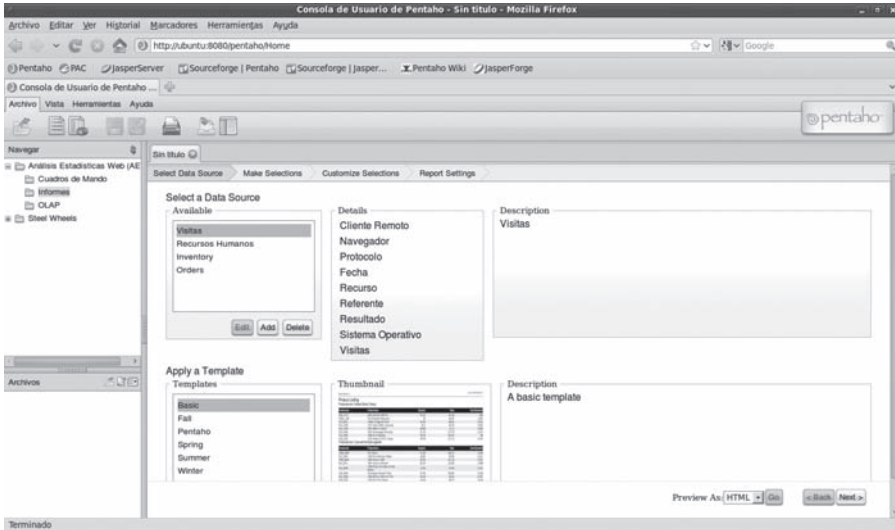 Consola de Usuario de Pentaho - Sin titulo - Mozilla Firefox
Archivo Editar Ver Historial Marcadores Herramientas Ayuda
http://ubuntu:8080/pentaho/Home
Google
Pentaho PAC JasperServer Sourceforge | Pentaho Sourceforge | Jasper... Pentaho Wiki JasperForge
Consola de Usuario de Pentaho ...
Archivo Vista Herramientas Ayuda
pentaho
Navegar
Análisis Estadísticas Web (AE
Cuadros de Mando
Informes
OLAP
Steel Wheels
Archivos
Sin titulo
Select Data Source Make Selections Customize Selections Report Settings
Select a Data Source
Available
Visitas
Recursos Humanos
Inventory
Orders
Edit Add Delete
Details
Cliente Remoto
Navegador
Protocolo
Fecha
Recurso
Referente
Resultado
Sistema Operativo
Visitas
Description
Visitas
Apply a Template
Templates
Basic
Fall
Pentaho
Spring
Summer
Winter
Thumbnail
Description
A basic template
Preview As: HTML Go < Back Next >
Terminado